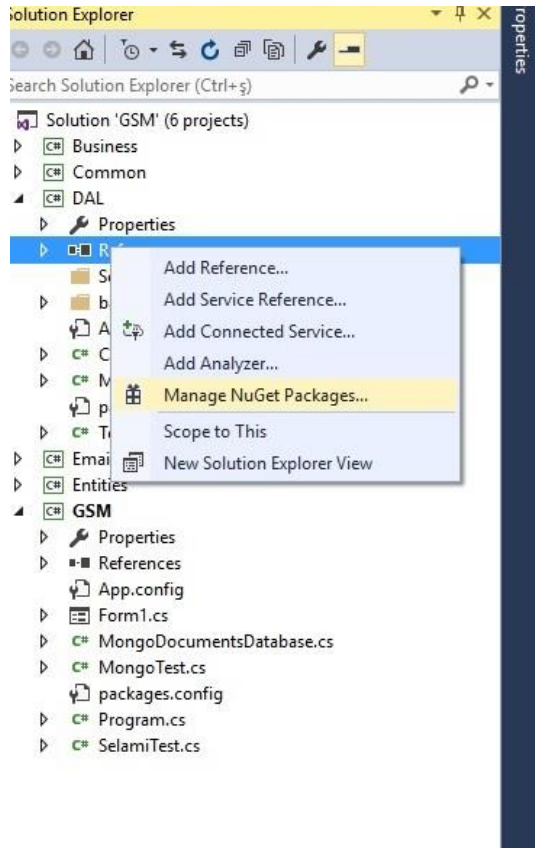 Solution Explorer
Properties
Search Solution Explorer (Ctrl+ş)
Solution 'GSM' (6 projects)
C# Business
C# Common
C# DAL
Properties
Add Reference...
Add Service Reference...
Add Connected Service...
Add Analyzer...
Manage NuGet Packages...
Scope to This
New Solution Explorer View
C#
C#
C#
C#
C# Entities
C# GSM
Properties
References
App.config
Form1.cs
C# MongoDocumentsDatabase.cs
C# MongoTest.cs
packages.config
C# Program.cs
C# SelamiTest.cs